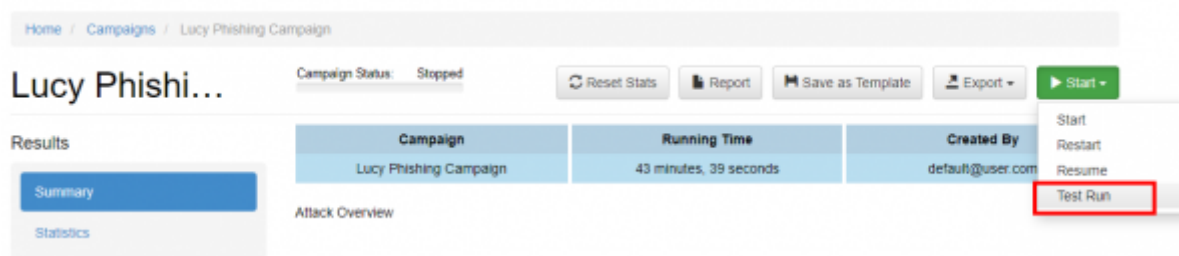 Home / Campaigns / Lucy Phishing Campaign
Lucy Phishi...
Campaign Status: Stopped
Reset Stats
Report
Save as Template
Export
Start
Start
Restart
Resume
Test Run
Results
Summary
Statistics
Campaign Running Time Created By
Lucy Phishing Campaign 43 minutes, 39 seconds default@user.com
Attack Overview